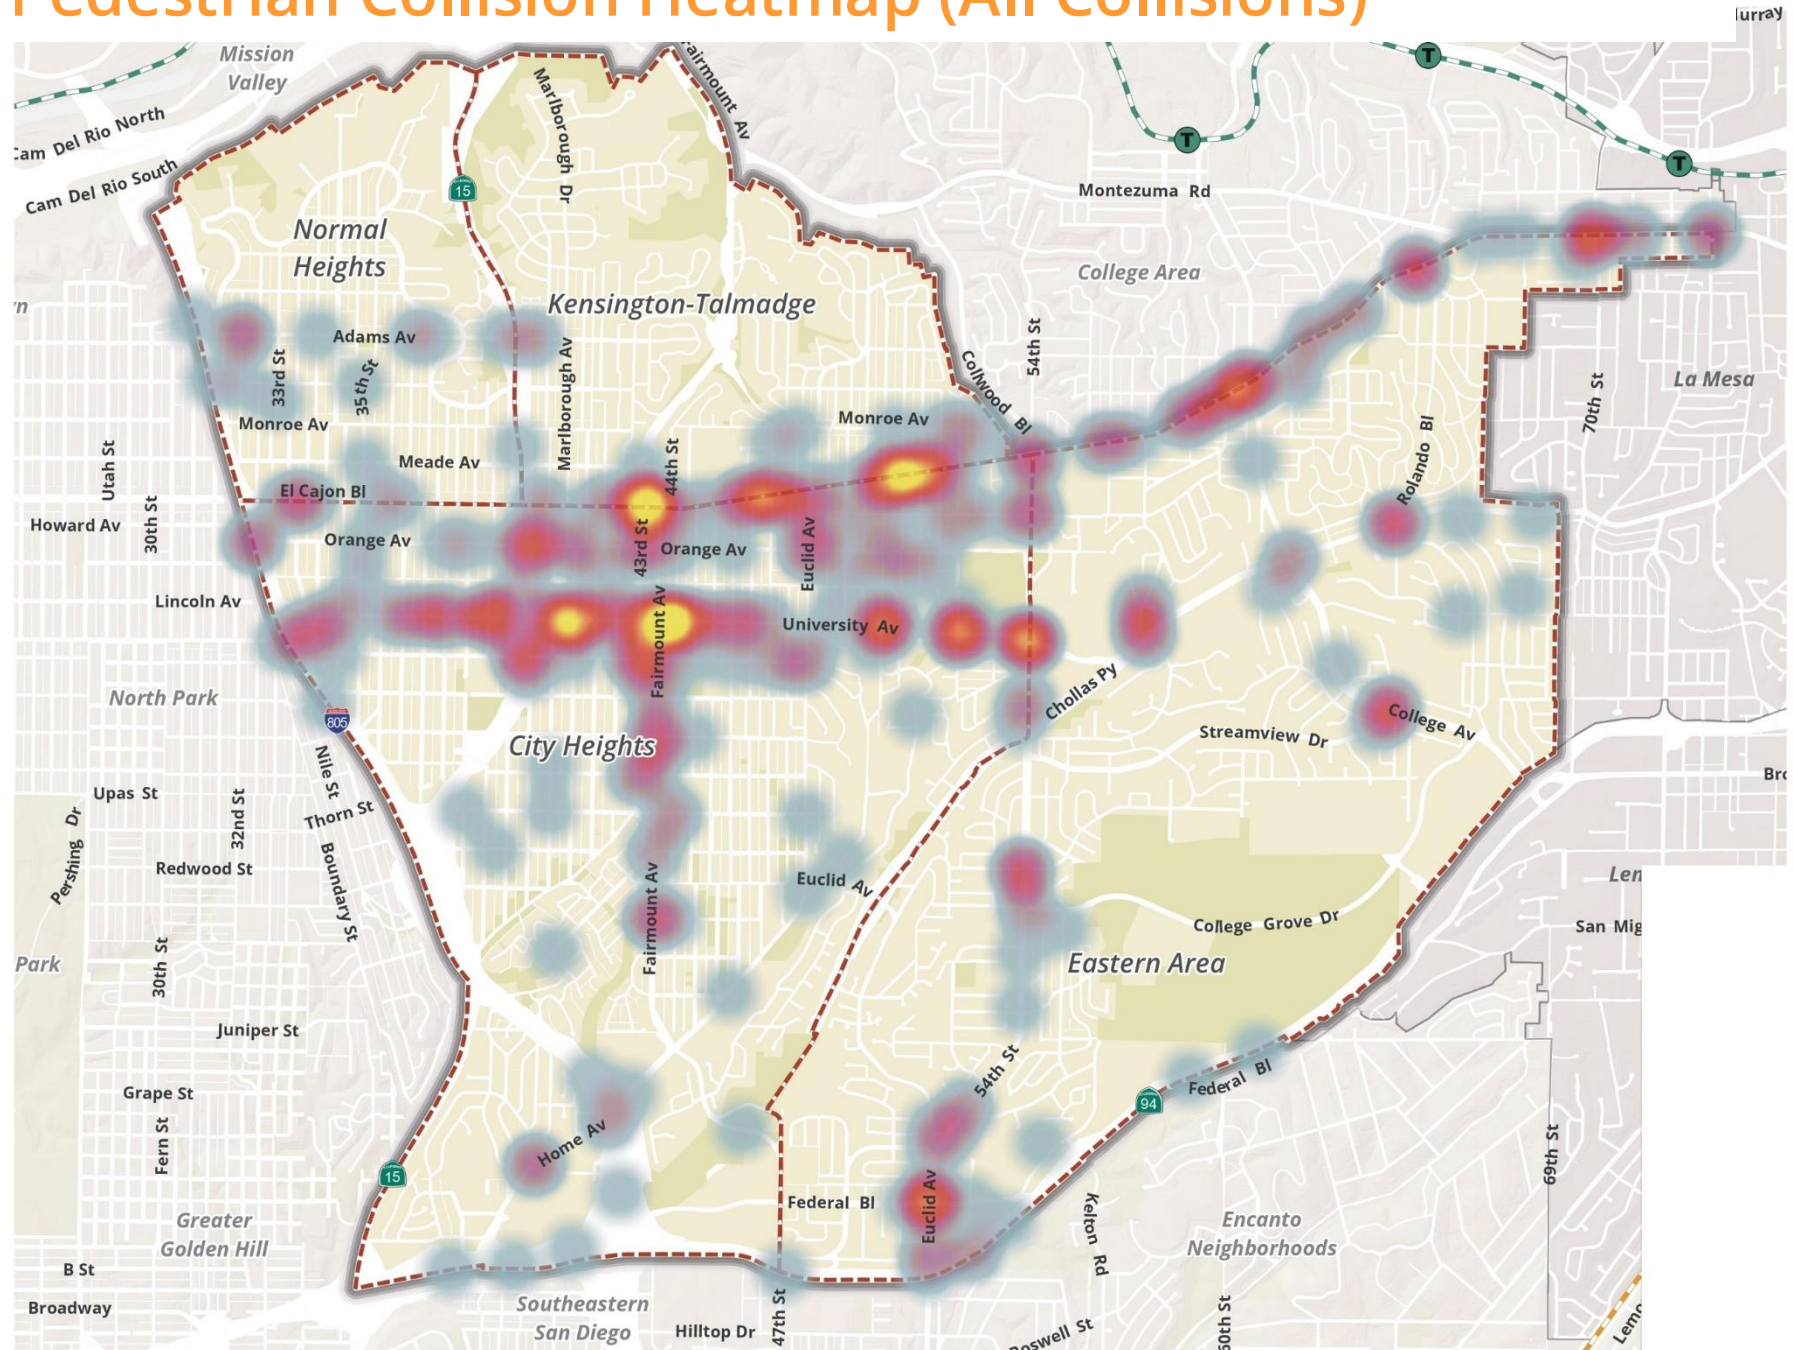 Pedestrian Collision Heatmap (All Collisions)
Mission
Valley
Cam Del Rio North
Cam Del Rio South
Marlborough Dr
Fairmount Av
Montezuma Rd
15
T
T
T
Normal
Heights
Kensington-Talmadge
College Area
La Mesa
Adams Av
33rd St
35th St
Monroe Av
Marlborough Av
Meade Av
44th St
Monroe Av
Collwood Bl
54th St
Rolando Bl
70th St
Utah St
30th St
Howard Av
El Cajon Bl
Orange Av
43rd St
Orange Av
Euclid Av
Lincoln Av
Fairmount Av
University Av
Chollas Py
College Av
Streamview Dr
North Park
805
City Heights
Nile St
Upas St
32nd St
Thorn St
Pershing Dr
Redwood St
Boundary St
Euclid Av
Fairmount Av
College Grove Dr
San Mig
Park
30th St
Eastern Area
Juniper St
54th St
Grape St
Fern St
Home Av
94
Federal Bl
69th St
15
Federal Bl
Euclid Av
Kelton Rd
Encanto
Neighborhoods
Greater
Golden Hill
B St
Broadway
Southeastern
San Diego
Hilltop Dr
47th St
60th St